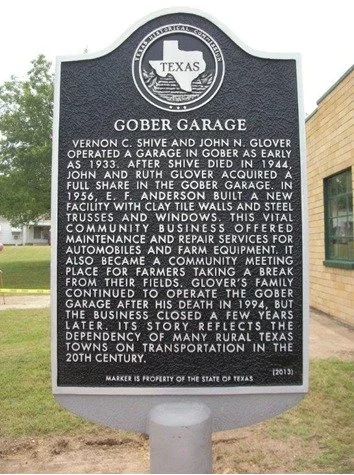 TEXAS HISTORICAL COMMISSION
TEXAS
GOBER GARAGE
VERNON C. SHIVE AND JOHN N. GLOVER
OPERATED A GARAGE IN GOBER AS EARLY
AS 1933. AFTER SHIVE DIED IN 1944,
JOHN AND RUTH GLOVER ACQUIRED A
FULL SHARE IN THE GOBER GARAGE. IN
1956, E. F. ANDERSON BUILT A NEW
FACILITY WITH CLAY TILE WALLS AND STEEL
TRUSSES AND WINDOWS. THIS VITAL
COMMUNITY BUSINESS OFFERED
MAINTENANCE AND REPAIR SERVICES FOR
AUTOMOBILES AND FARM EQUIPMENT. IT
ALSO BECAME A COMMUNITY MEETING
PLACE FOR FARMERS TAKING A BREAK
FROM THEIR FIELDS. GLOVER'S FAMILY
CONTINUED TO OPERATE THE GOBER
GARAGE AFTER HIS DEATH IN 1994, BUT
THE BUSINESS CLOSED A FEW YEARS
LATER. ITS STORY REFLECTS THE
DEPENDENCY OF MANY RURAL TEXAS
TOWNS ON TRANSPORTATION IN THE
20TH CENTURY.
(2013)
MARKER IS PROPERTY OF THE STATE OF TEXAS